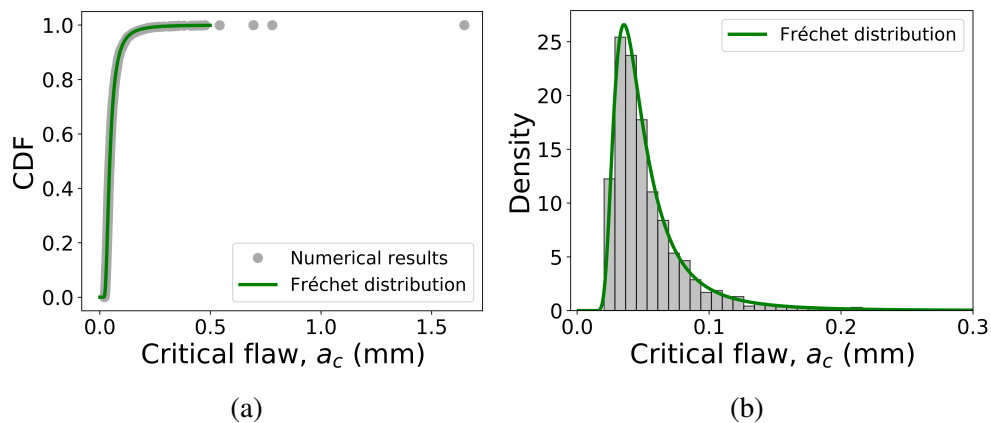 1.0
0.8
0.6
0.4
0.2
0.0
CDF
Numerical results
Fréchet distribution
0.0 0.5 1.0 1.5
Critical flaw, a_c (mm)
(a)
25
20
15
10
5
0
Density
Fréchet distribution
0.0 0.1 0.2 0.3
Critical flaw, a_c (mm)
(b)